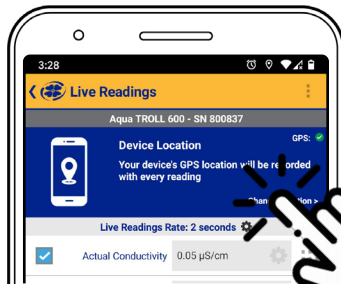 3:28
Live Readings
Aqua TROLL 600 - SN 800837
GPS:
Device Location
Your device's GPS location will be recorded
with every reading
Live Readings Rate: 2 seconds
Actual Conductivity 0.05 µS/cm